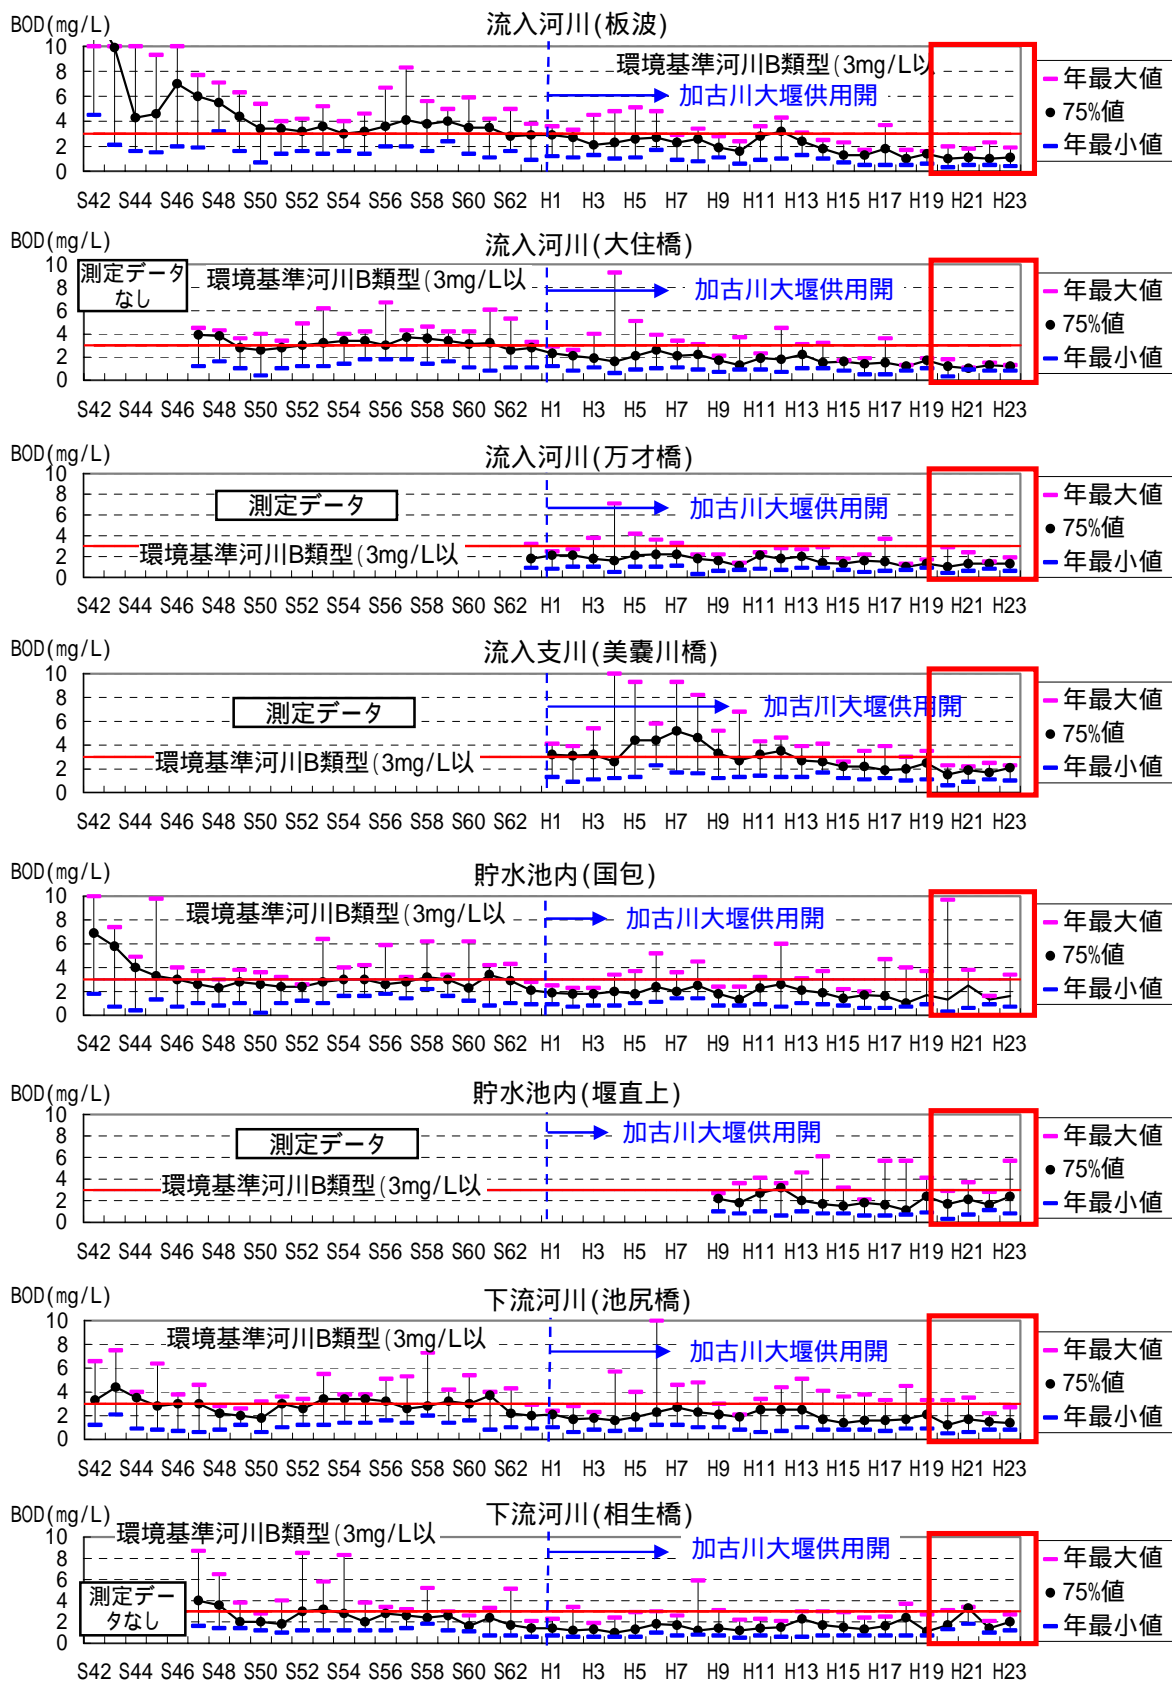 BOD(mg/L)
流入河川(板波)
10
8
6
4
2
0
環境基準河川B類型(3mg/L以
加古川大堰供用開
年最大値
75%値
年最小値
S42 S44 S46 S48 S50 S52 S54 S56 S58 S60 S62 H1 H3 H5 H7 H9 H11 H13 H15 H17 H19 H21 H23
BOD(mg/L)
流入河川(大住橋)
10
8
6
4
2
0
測定データ
なし
環境基準河川B類型(3mg/L以
加古川大堰供用開
年最大値
75%値
年最小値
S42 S44 S46 S48 S50 S52 S54 S56 S58 S60 S62 H1 H3 H5 H7 H9 H11 H13 H15 H17 H19 H21 H23
BOD(mg/L)
流入河川(万才橋)
10
8
6
4
2
0
測定データ
加古川大堰供用開
環境基準河川B類型(3mg/L以
年最大値
75%値
年最小値
S42 S44 S46 S48 S50 S52 S54 S56 S58 S60 S62 H1 H3 H5 H7 H9 H11 H13 H15 H17 H19 H21 H23
BOD(mg/L)
流入支川(美嚢川橋)
10
8
6
4
2
0
測定データ
加古川大堰供用開
環境基準河川B類型(3mg/L以
年最大値
75%値
年最小値
S42 S44 S46 S48 S50 S52 S54 S56 S58 S60 S62 H1 H3 H5 H7 H9 H11 H13 H15 H17 H19 H21 H23
BOD(mg/L)
貯水池内(国包)
10
8
6
4
2
0
環境基準河川B類型(3mg/L以
加古川大堰供用開
年最大値
75%値
年最小値
S42 S44 S46 S48 S50 S52 S54 S56 S58 S60 S62 H1 H3 H5 H7 H9 H11 H13 H15 H17 H19 H21 H23
BOD(mg/L)
貯水池内(堰直上)
10
8
6
4
2
0
測定データ
加古川大堰供用開
環境基準河川B類型(3mg/L以
年最大値
75%値
年最小値
S42 S44 S46 S48 S50 S52 S54 S56 S58 S60 S62 H1 H3 H5 H7 H9 H11 H13 H15 H17 H19 H21 H23
BOD(mg/L)
下流河川(池尻橋)
10
8
6
4
2
0
環境基準河川B類型(3mg/L以
加古川大堰供用開
年最大値
75%値
年最小値
S42 S44 S46 S48 S50 S52 S54 S56 S58 S60 S62 H1 H3 H5 H7 H9 H11 H13 H15 H17 H19 H21 H23
BOD(mg/L)
下流河川(相生橋)
10
8
6
4
2
0
環境基準河川B類型(3mg/L以
加古川大堰供用開
測定デー
タなし
年最大値
75%値
年最小値
S42 S44 S46 S48 S50 S52 S54 S56 S58 S60 S62 H1 H3 H5 H7 H9 H11 H13 H15 H17 H19 H21 H23